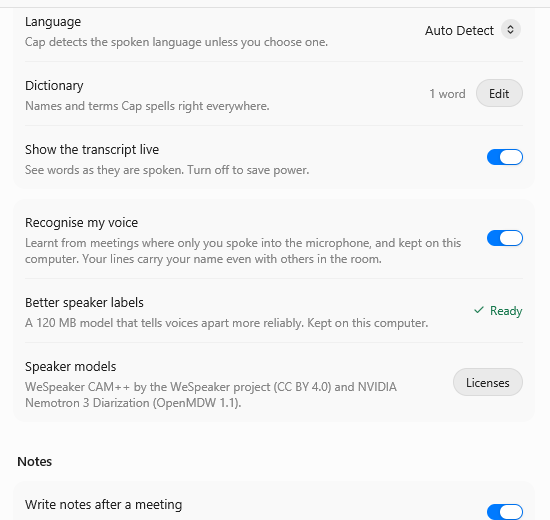 Language
Auto Detect
Cap detects the spoken language unless you choose one.
Dictionary
1 word
Edit
Names and terms Cap spells right everywhere.
Show the transcript live
See words as they are spoken. Turn off to save power.
Recognise my voice
Learnt from meetings where only you spoke into the microphone, and kept on this
computer. Your lines carry your name even with others in the room.
Better speaker labels
Ready
A 120 MB model that tells voices apart more reliably. Kept on this computer.
Speaker models
WeSpeaker CAM++ by the WeSpeaker project (CC BY 4.0) and NVIDIA
Nemotron 3 Diarization (OpenMDW 1.1).
Licenses
Notes
Write notes after a meeting